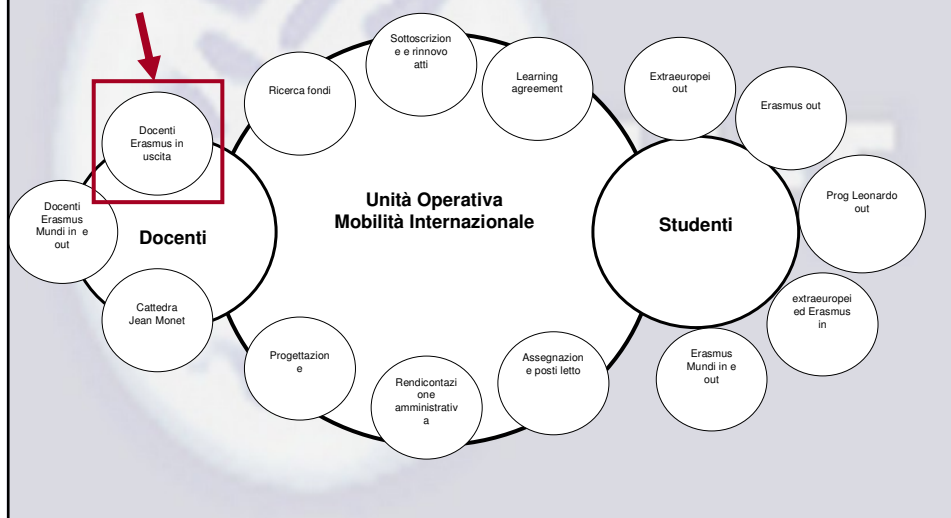 Sottoscrizion
e e rinnovo
atti
Ricerca fondi
Learning
agreement
Extraeuropei
out
Erasmus out
Docenti
Erasmus in
uscita
Docenti
Erasmus
Mundi in e
out
Docenti
Unità Operativa
Mobilità Internazionale
Studenti
Prog Leonardo
out
Cattedra
Jean Monet
extraeuropei
ed Erasmus
in
Progettazion
e
Rendicontazi
one
amministrativ
a
Assegnazion
e posti letto
Erasmus
Mundi in e
out